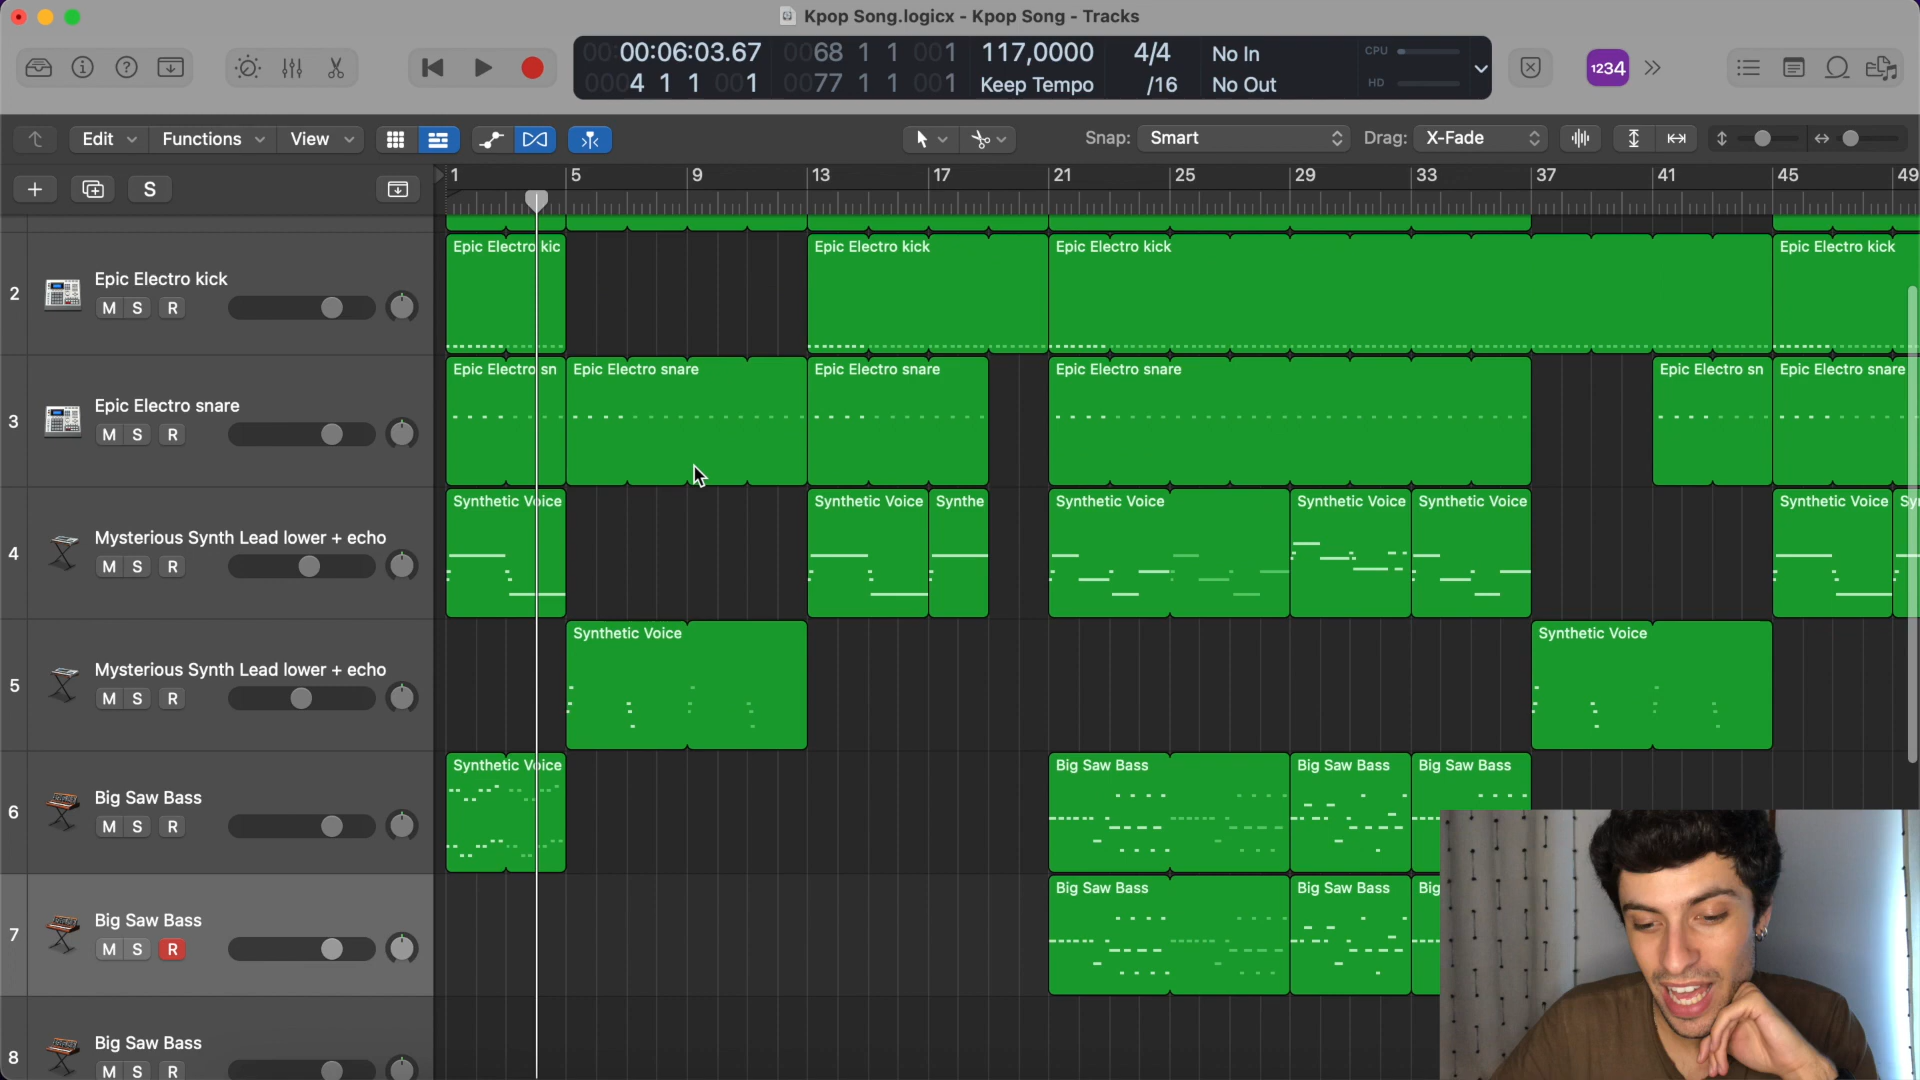 Kpop Song.logicx - Kpop Song - Tracks
00:00:06:03.67 0068 1 1 001 117,0000 4/4 No In CPU
0004 1 1 001 0077 1 1 001 Keep Tempo /16 No Out HD
1234
Edit Functions View Snap: Smart Drag: X-Fade
S
1 5 9 13 17 21 25 29 33 37 41 45 49
Epic Electro kic Epic Electro kick Epic Electro kick Epic Electro kick
2 Epic Electro kick
M S R
Epic Electro sn Epic Electro snare Epic Electro snare Epic Electro snare Epic Electro sn Epic Electro snare
3 Epic Electro snare
M S R
Synthetic Voice Synthetic Voice Synthe Synthetic Voice Synthetic Voice Synthetic Voice Synthetic Voice Sy
4 Mysterious Synth Lead lower + echo
M S R
Synthetic Voice Synthetic Voice
5 Mysterious Synth Lead lower + echo
M S R
Synthetic Voice Big Saw Bass Big Saw Bass Big Saw Bass
6 Big Saw Bass
M S R
Big Saw Bass Big Saw Bass Big
7 Big Saw Bass
M S R
8 Big Saw Bass
M S R